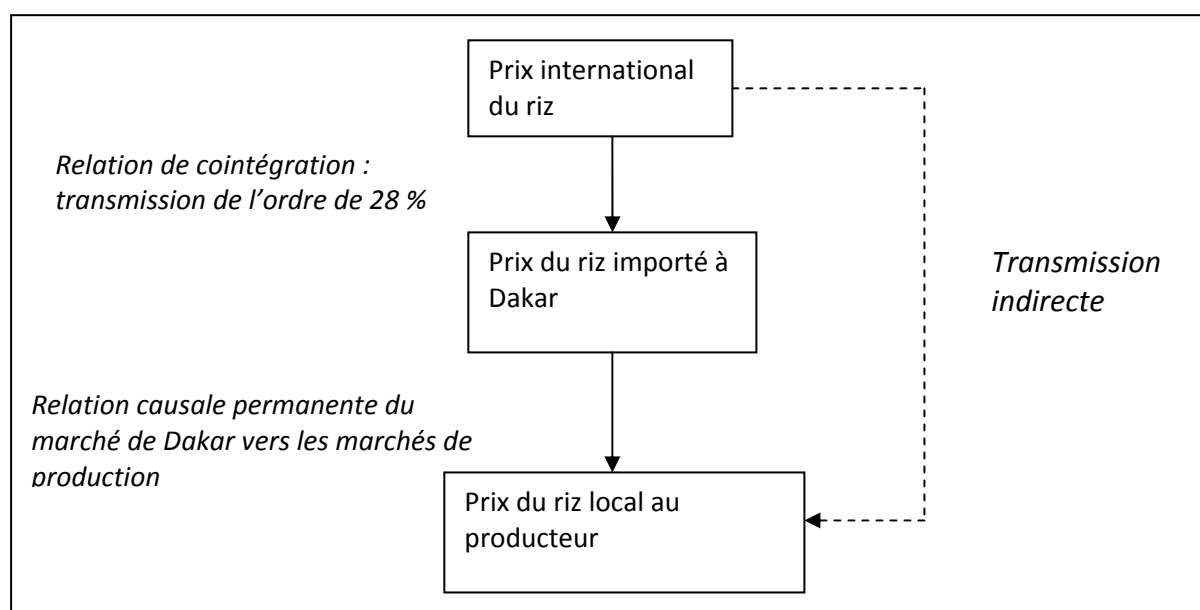 Prix international
du riz
Relation de cointégration :
transmission de l’ordre de 28 %
Prix du riz importé à
Dakar
Transmission
indirecte
Relation causale permanente du
marché de Dakar vers les marchés de
production
Prix du riz local au
producteur